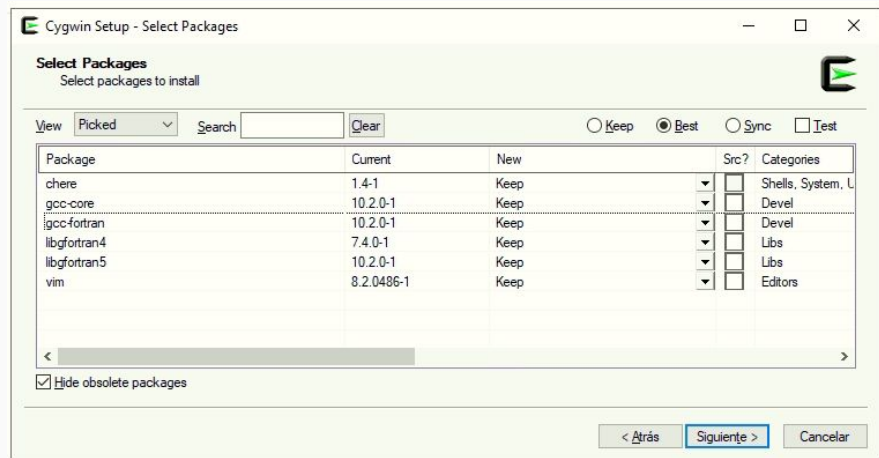 Cygwin Setup - Select Packages
Select Packages
Select packages to install
View Picked Search Clear Keep Best Sync Test
Package Current New Src? Categories
chere 1.4-1 Keep Shells, System, U
gcc-core 10.2.0-1 Keep Devel
gcc-fortran 10.2.0-1 Keep Devel
libgfortran4 7.4.0-1 Keep Libs
libgfortran5 10.2.0-1 Keep Libs
vim 8.2.0486-1 Keep Editors
Hide obsolete packages
< Atrás Siguiente > Cancelar